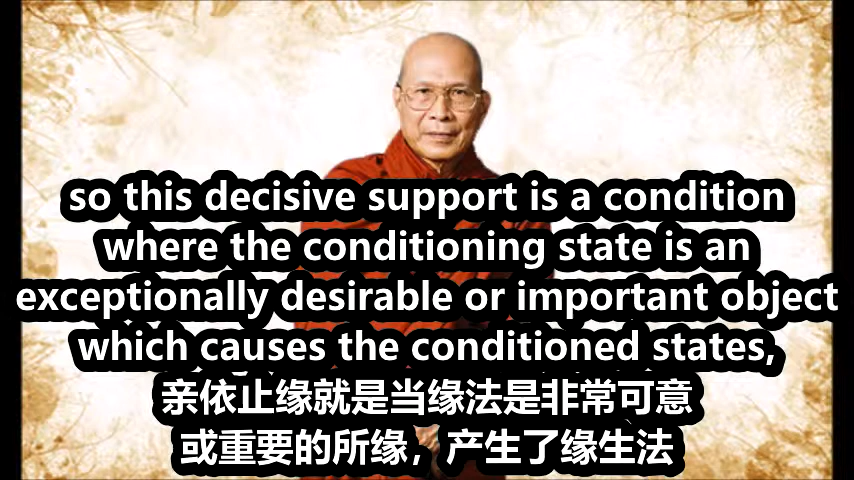 so this decisive support is a condition
where the conditioning state is an
exceptionally desirable or important object
which causes the conditioned states,
亲依止缘就是当缘法是非常可意
或重要的所缘，产生了缘生法